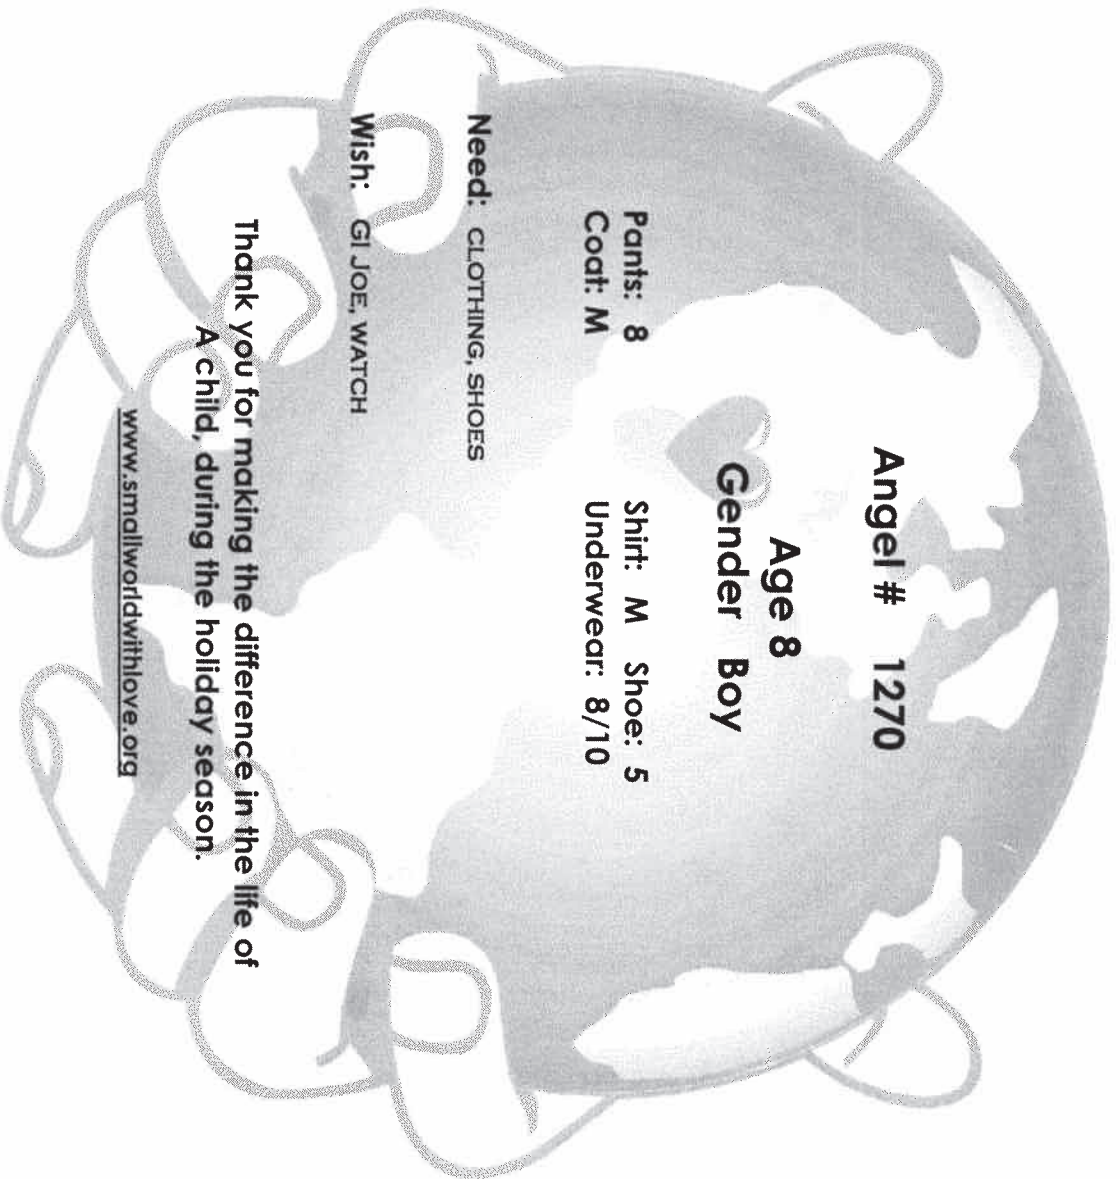 Angel # 1270
Age 8
Gender Boy
Pants: 8 Shirt: M Shoe: 5
Coat: M Underwear: 8/10
Need: CLOTHING, SHOES
Wish: GI JOE, WATCH
Thank you for making the difference in the life of
A child, during the holiday season.
www.smallworldwithlove.org